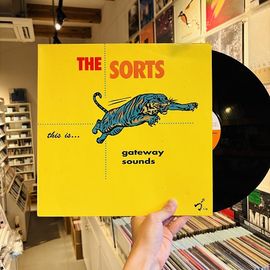 THE SORTS
this is...
gateway
sounds